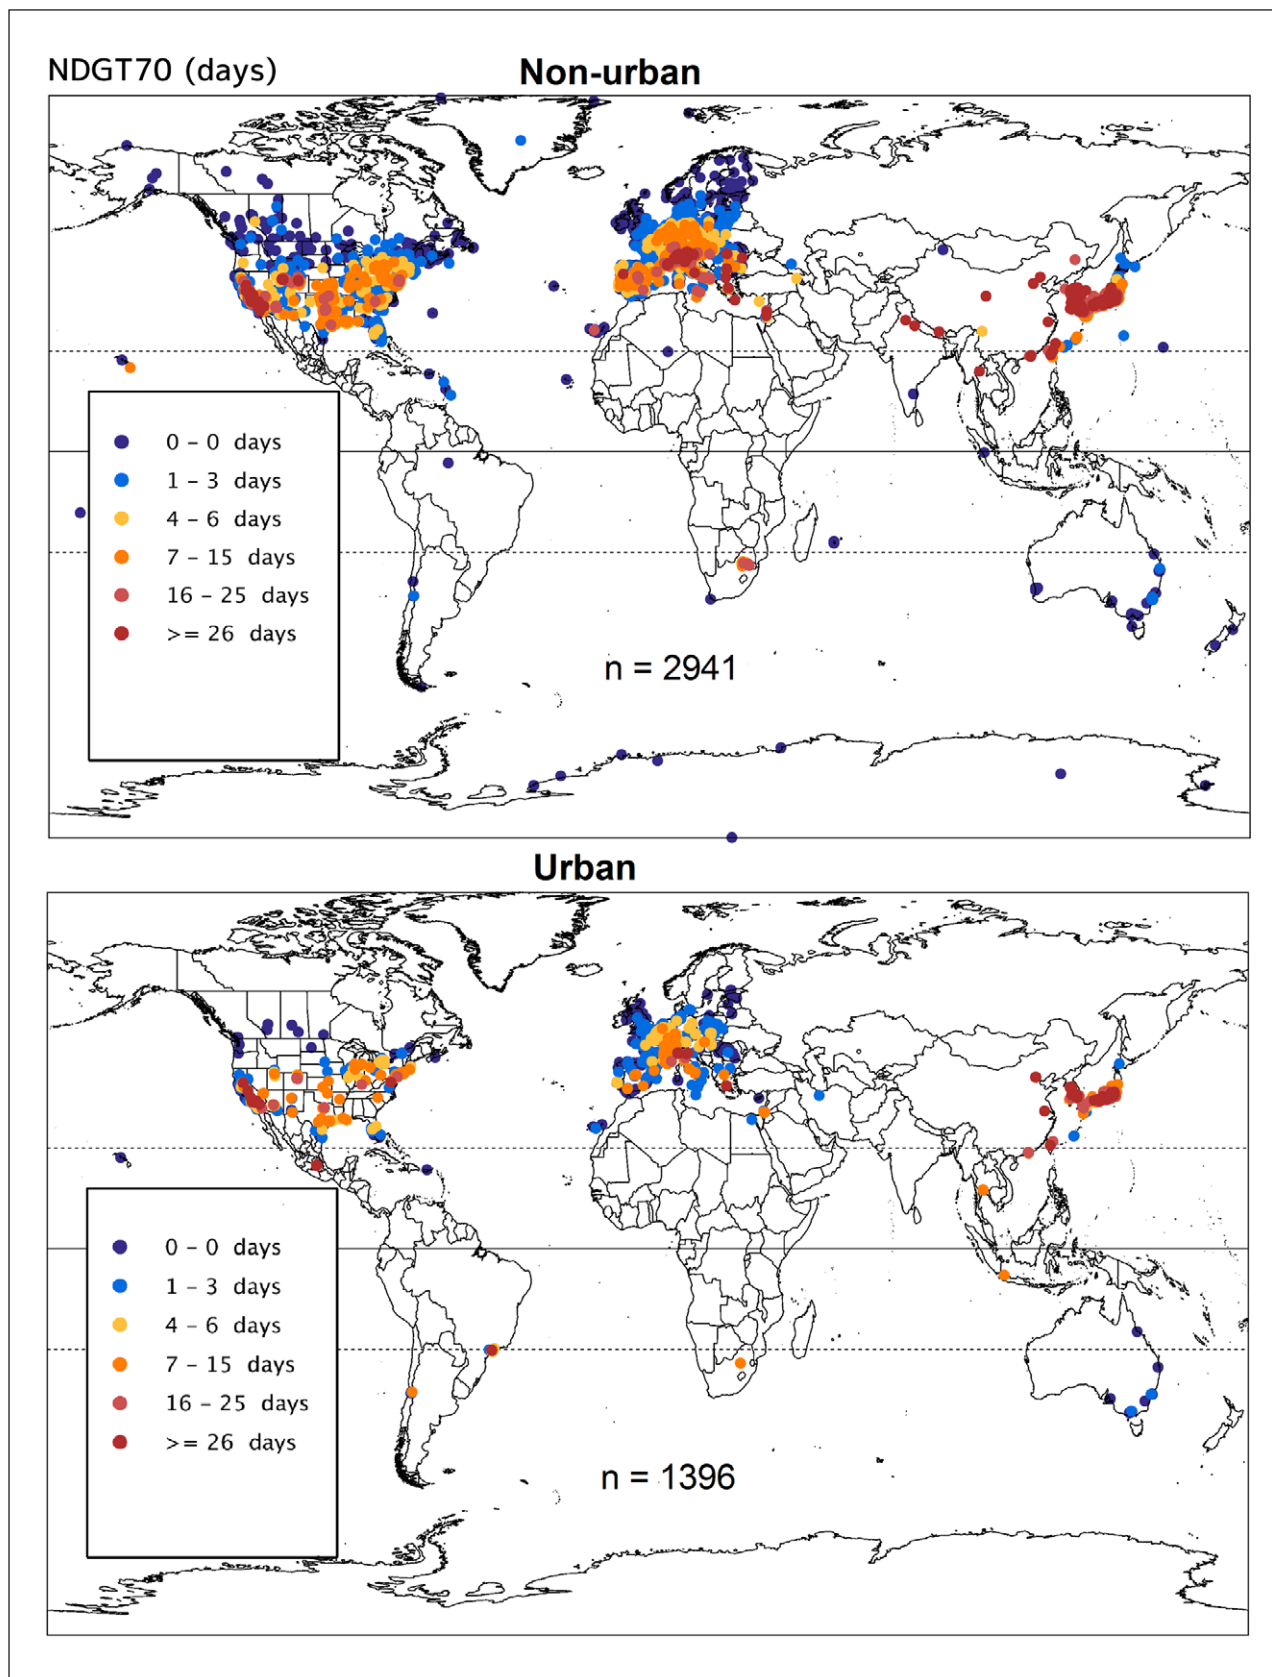 NDGT70 (days)
Non-urban
0 – 0 days
1 – 3 days
4 – 6 days
7 – 15 days
16 – 25 days
>= 26 days
n = 2941
Urban
0 – 0 days
1 – 3 days
4 – 6 days
7 – 15 days
16 – 25 days
>= 26 days
n = 1396